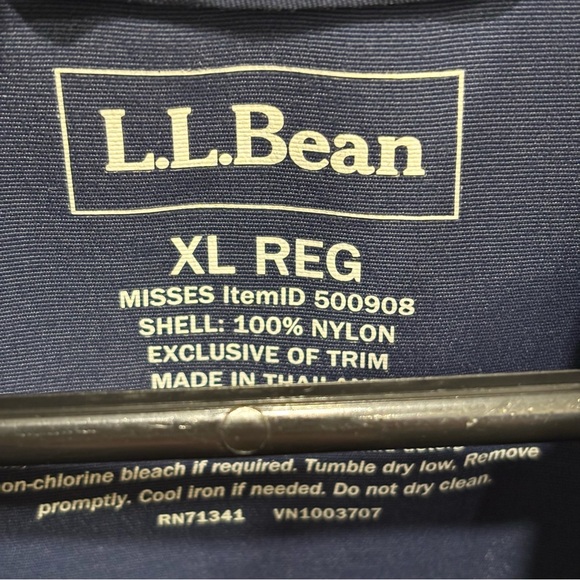 L.L.Bean
XL REG
MISSES ItemID 500908
SHELL: 100% NYLON
EXCLUSIVE OF TRIM
MADE IN THAILAND
if required. Tumble dry low. Remove
promptly. Cool iron if needed. Do not dry clean.
RN71341 VN1003707